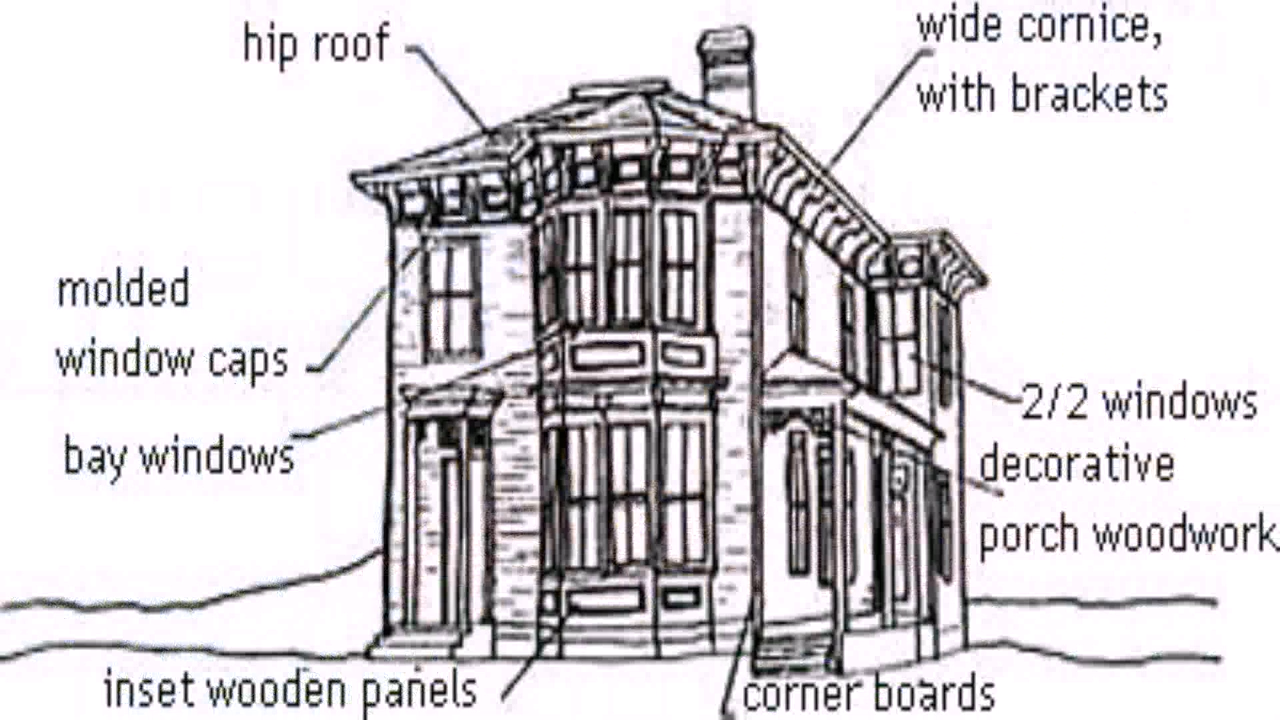 hip roof
wide cornice,
with brackets
molded
window caps
bay windows
2/2 windows
decorative
porch woodwork
inset wooden panels
corner boards